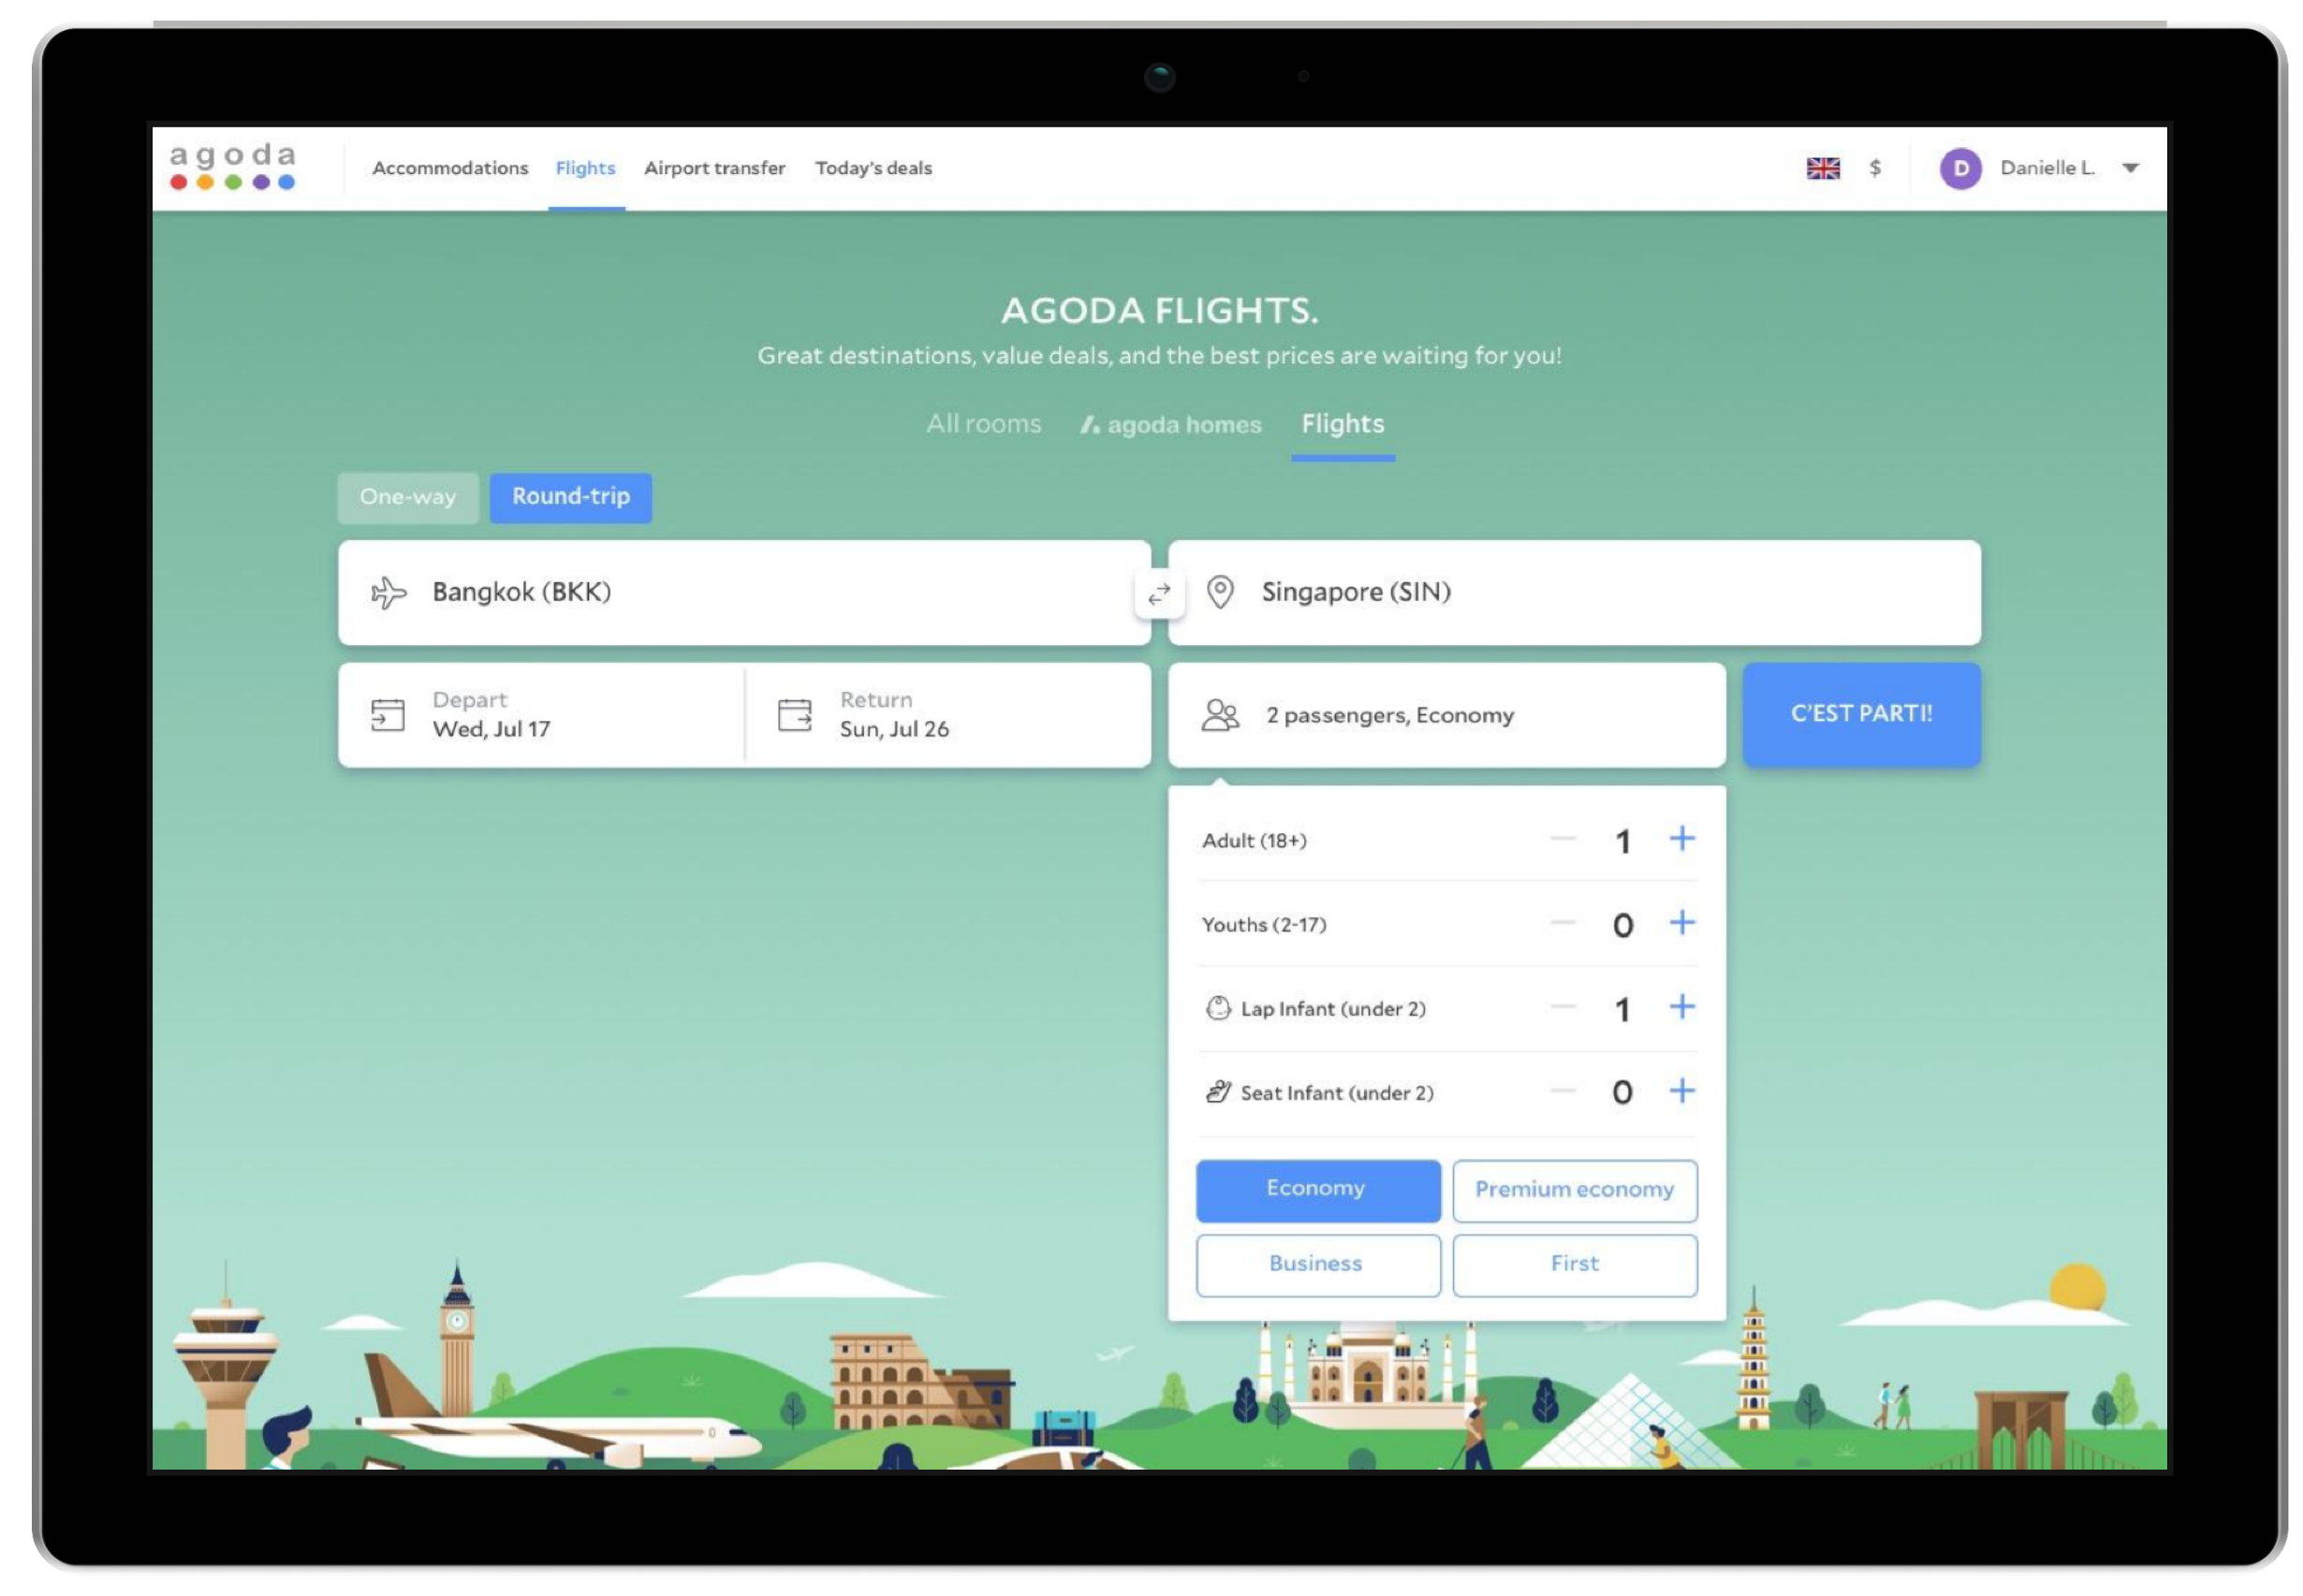 agoda
Accommodations Flights Airport transfer Today's deals
$
D Danielle L.
AGODA FLIGHTS.
Great destinations, value deals, and the best prices are waiting for you!
All rooms agoda homes Flights
One-way Round-trip
Bangkok (BKK)
Singapore (SIN)
Depart
Wed, Jul 17
Return
Sun, Jul 26
2 passengers, Economy
C'EST PARTI!
Adult (18+) 1
Youths (2-17) 0
Lap Infant (under 2) 1
Seat Infant (under 2) 0
Economy Premium economy
Business First